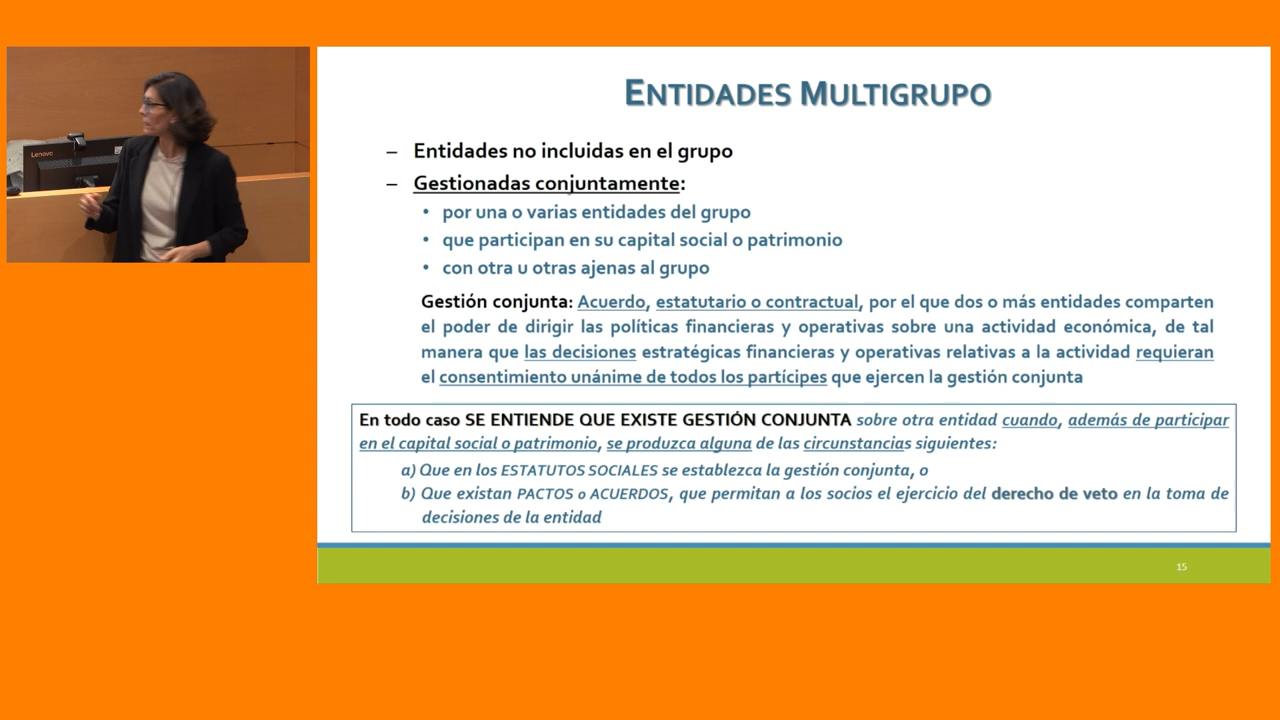 ENTIDADES MULTIGRUPO
– Entidades no incluidas en el grupo
– Gestionadas conjuntamente:
• por una o varias entidades del grupo
• que participan en su capital social o patrimonio
• con otra u otras ajenas al grupo
Gestión conjunta: Acuerdo, estatutario o contractual, por el que dos o más entidades comparten
el poder de dirigir las políticas financieras y operativas sobre una actividad económica, de tal
manera que las decisiones estratégicas financieras y operativas relativas a la actividad requieran
el consentimiento unánime de todos los partícipes que ejercen la gestión conjunta
En todo caso SE ENTIENDE QUE EXISTE GESTIÓN CONJUNTA sobre otra entidad cuando, además de participar
en el capital social o patrimonio, se produzca alguna de las circunstancias siguientes:
a) Que en los ESTATUTOS SOCIALES se establezca la gestión conjunta, o
b) Que existan PACTOS o ACUERDOS, que permitan a los socios el ejercicio del derecho de veto en la toma de
decisiones de la entidad
15
Lenovo